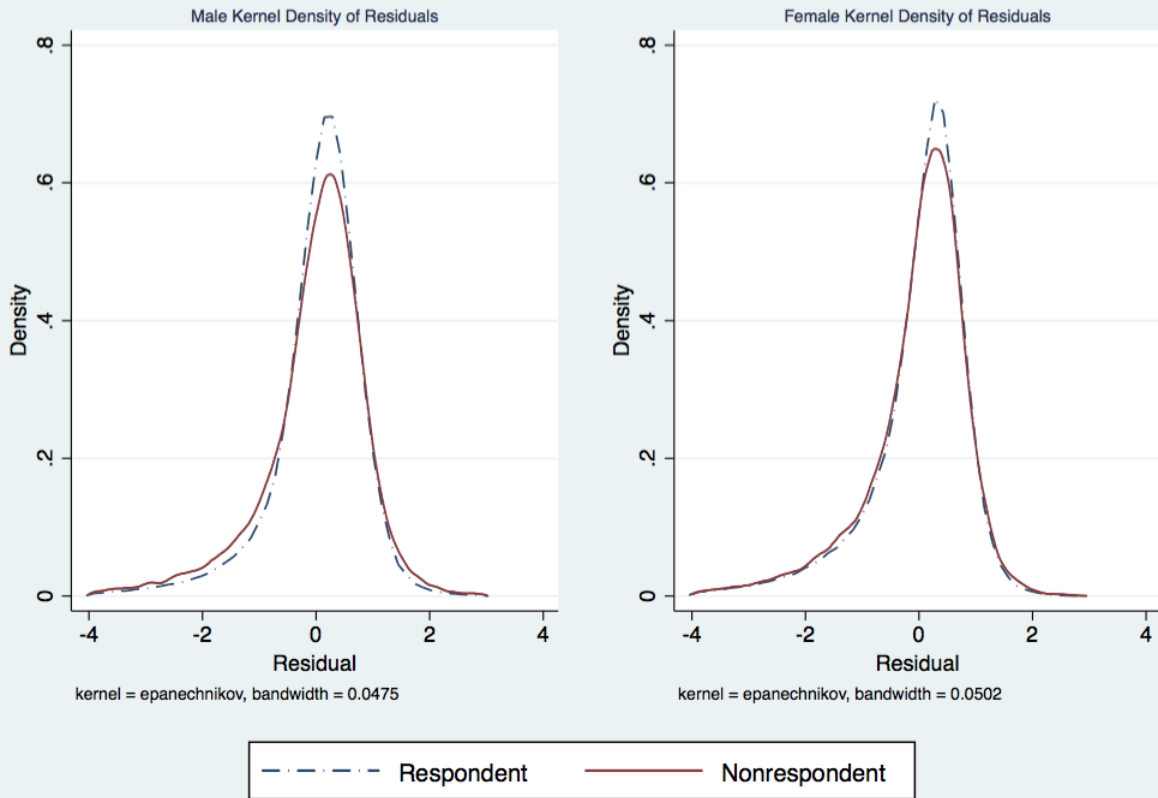 Male Kernel Density of Residuals
.8
.6
.4
.2
0
Density
-4 -2 0 2 4
Residual
kernel = epanechnikov, bandwidth = 0.0475
Female Kernel Density of Residuals
.8
.6
.4
.2
0
Density
-4 -2 0 2 4
Residual
kernel = epanechnikov, bandwidth = 0.0502
Respondent Nonrespondent